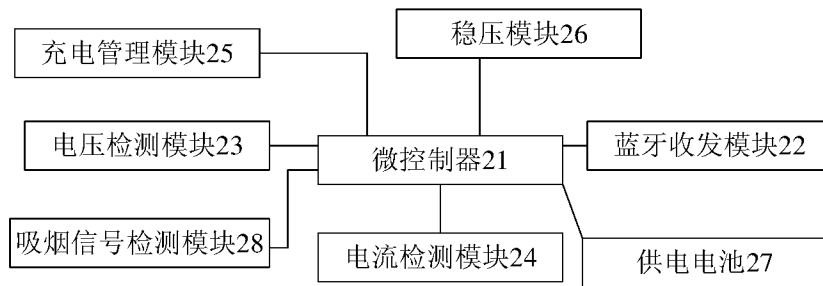 充电管理模块25
稳压模块26
电压检测模块23
微控制器21
蓝牙收发模块22
吸烟信号检测模块28
电流检测模块24
供电电池27